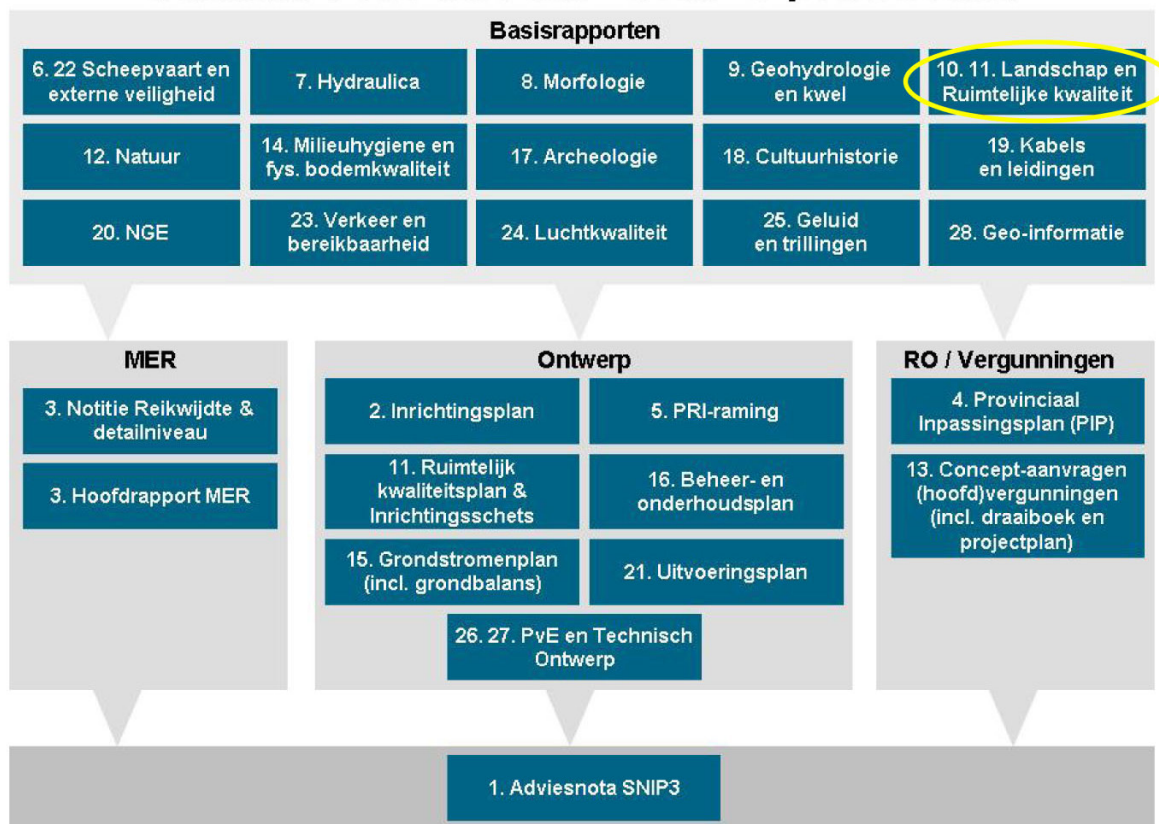 Basisrapporten
6. 22 Scheepvaart en
externe veiligheid
7. Hydraulica
8. Morfologie
9. Geohydrologie
en kwel
10. 11. Landschap en
Ruimtelijke kwaliteit
12. Natuur
14. Milieuhygiene en
fys. bodemkwaliteit
17. Archeologie
18. Cultuurhistorie
19. Kabels
en leidingen
20. NGE
23. Verkeer en
bereikbaarheid
24. Luchtkwaliteit
25. Geluid
en trillingen
28. Geo-informatie
MER
3. Notitie Reikwijdte &
detailniveau
3. Hoofdrapport MER
Ontwerp
2. Inrichtingsplan
5. PRI-raming
11. Ruimtelijk
kwaliteitsplan &
Inrichtingsschets
16. Beheer- en
onderhoudsplan
15. Grondstromenplan
(incl. grondbalans)
21. Uitvoeringsplan
26. 27. PvE en Technisch
Ontwerp
RO / Vergunningen
4. Provinciaal
Inpassingsplan (PIP)
13. Concept-aanvragen
(hoofd)vergunningen
(incl. draaiboek en
projectplan)
1. Adviesnota SNIP3